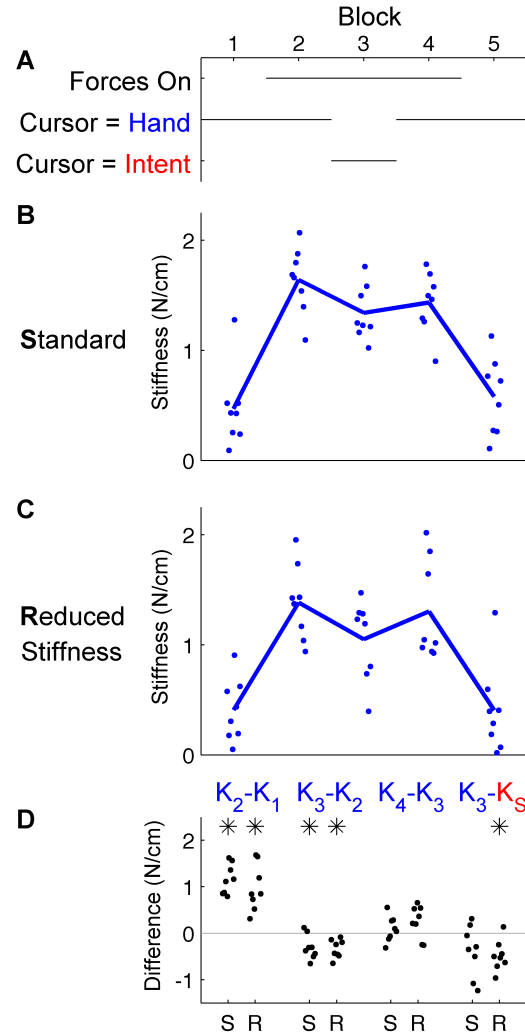 Block
1 2 3 4 5
A
Forces On
Cursor = Hand
Cursor = Intent
B
2
1
0
Stiffness (N/cm)
Standard
C
2
1
0
Stiffness (N/cm)
Reduced
Stiffness
K2-K1 K3-K2 K4-K3 K3-KS
D
* * * * *
2
1
0
-1
Difference (N/cm)
S R S R S R S R